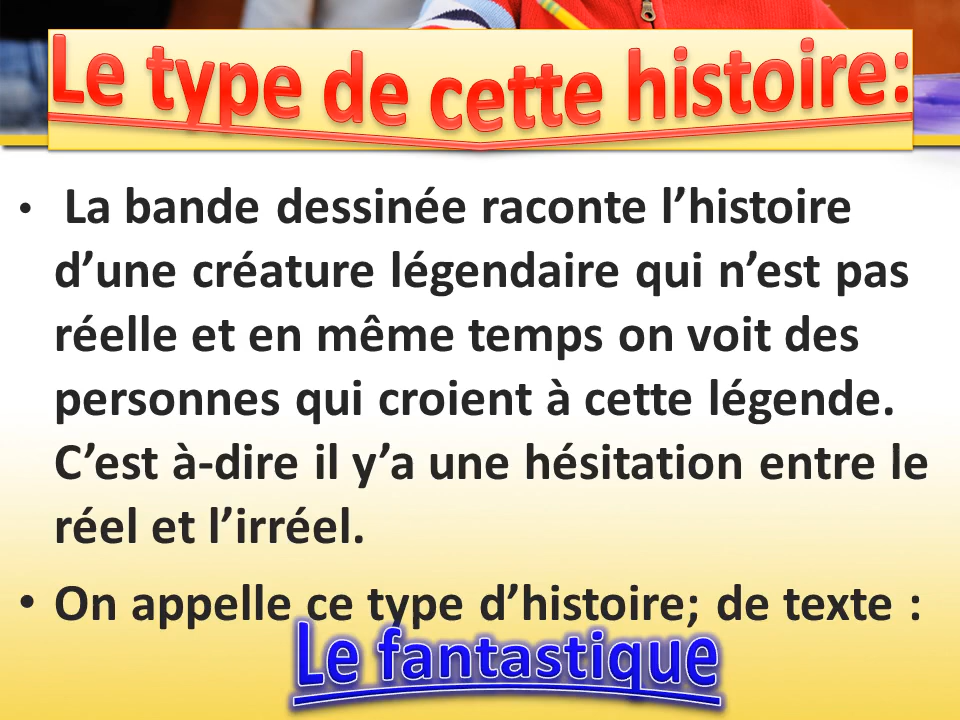 Le type de cette histoire:
• La bande dessinée raconte l’histoire
d’une créature légendaire qui n’est pas
réelle et en même temps on voit des
personnes qui croient à cette légende.
C’est à-dire il y’a une hésitation entre le
réel et l’irréel.
• On appelle ce type d’histoire; de texte :
Le fantastique